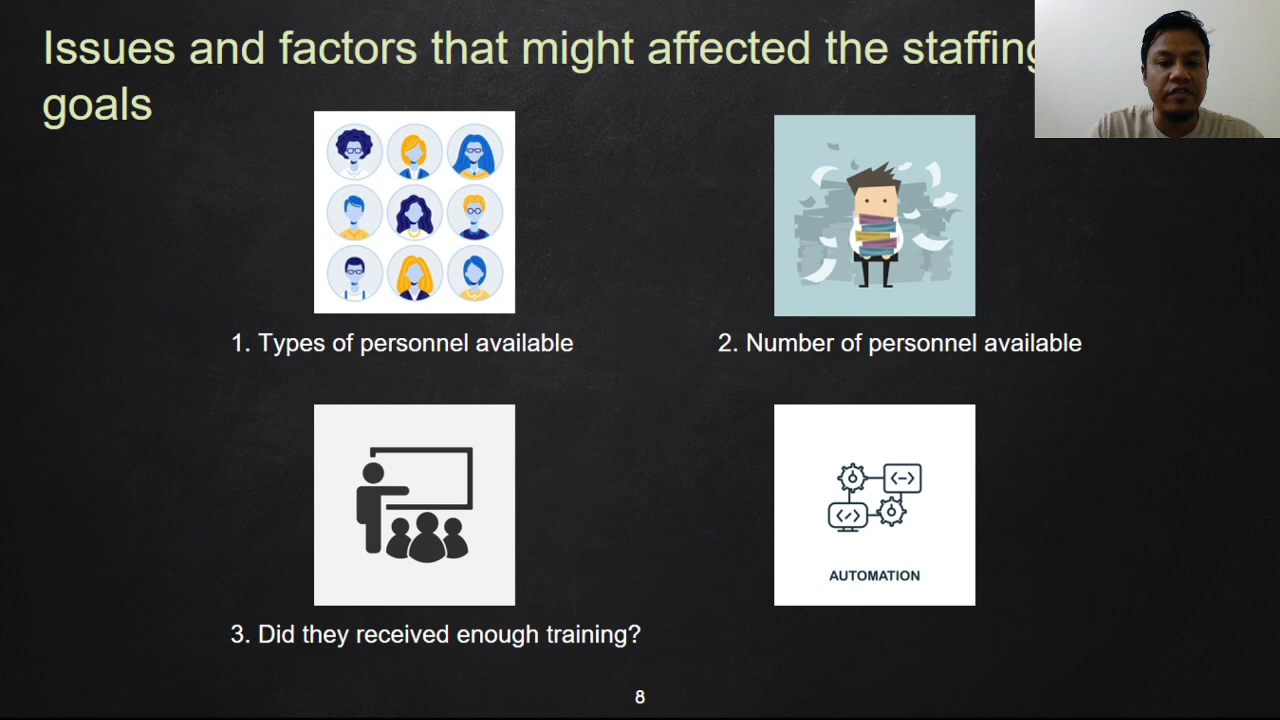 Issues and factors that might affected the staffing
goals
1. Types of personnel available
2. Number of personnel available
AUTOMATION
3. Did they received enough training?
8